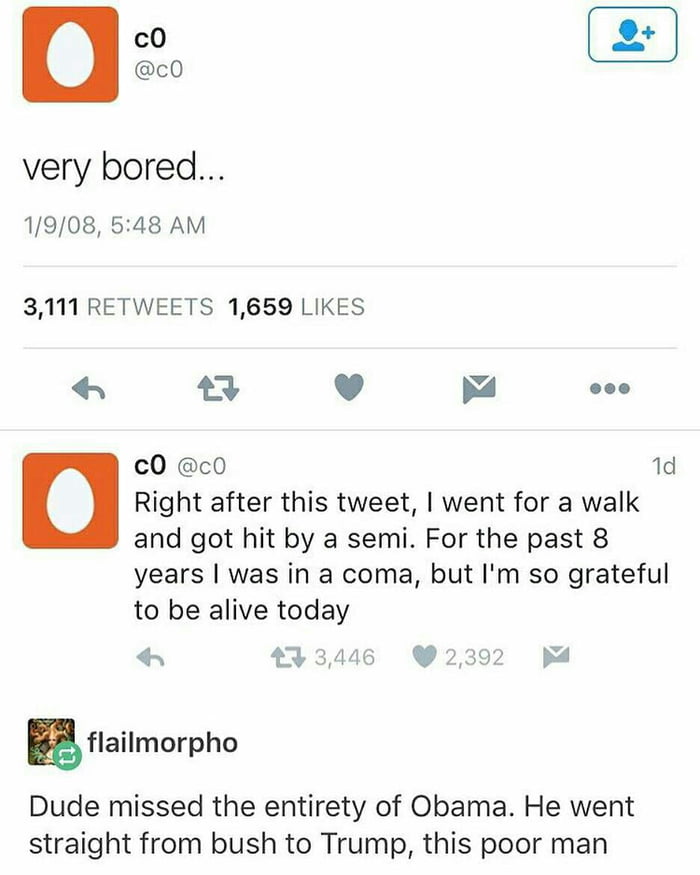 c0
@c0
very bored...
1/9/08, 5:48 AM
3,111 RETWEETS 1,659 LIKES
c0 @c0 1d
Right after this tweet, I went for a walk
and got hit by a semi. For the past 8
years I was in a coma, but I'm so grateful
to be alive today
3,446 2,392
flailmorpho
Dude missed the entirety of Obama. He went
straight from bush to Trump, this poor man